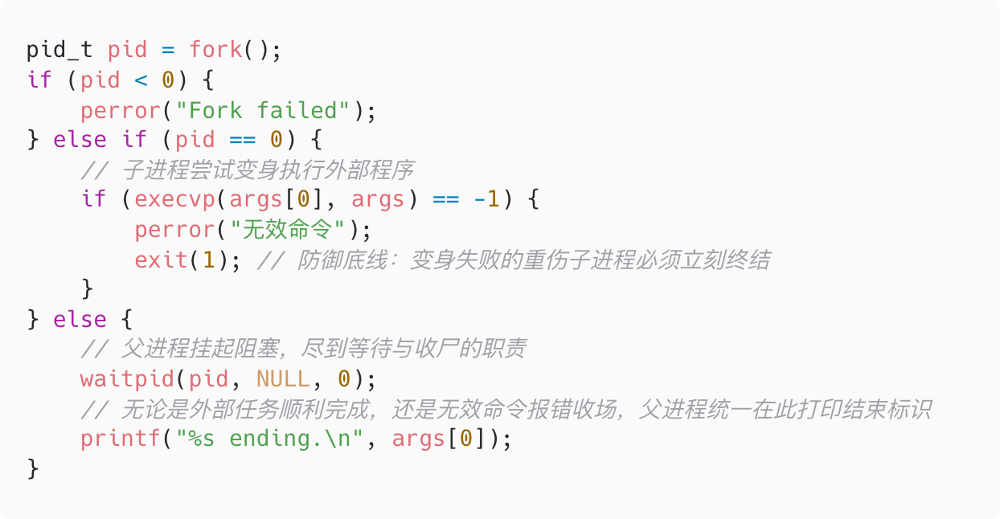 pid_t pid = fork();
if (pid < 0) {
    perror("Fork failed");
} else if (pid == 0) {
    // 子进程尝试变身执行外部程序
    if (execvp(args[0], args) == -1) {
        perror("无效命令");
        exit(1); // 防御底线：变身失败的重伤子进程必须立刻终结
    }
} else {
    // 父进程挂起阻塞，尽到等待与收尸的职责
    waitpid(pid, NULL, 0);
    // 无论是外部任务顺利完成，还是无效命令报错收场，父进程统一在此打印结束标识
    printf("%s ending.\n", args[0]);
}